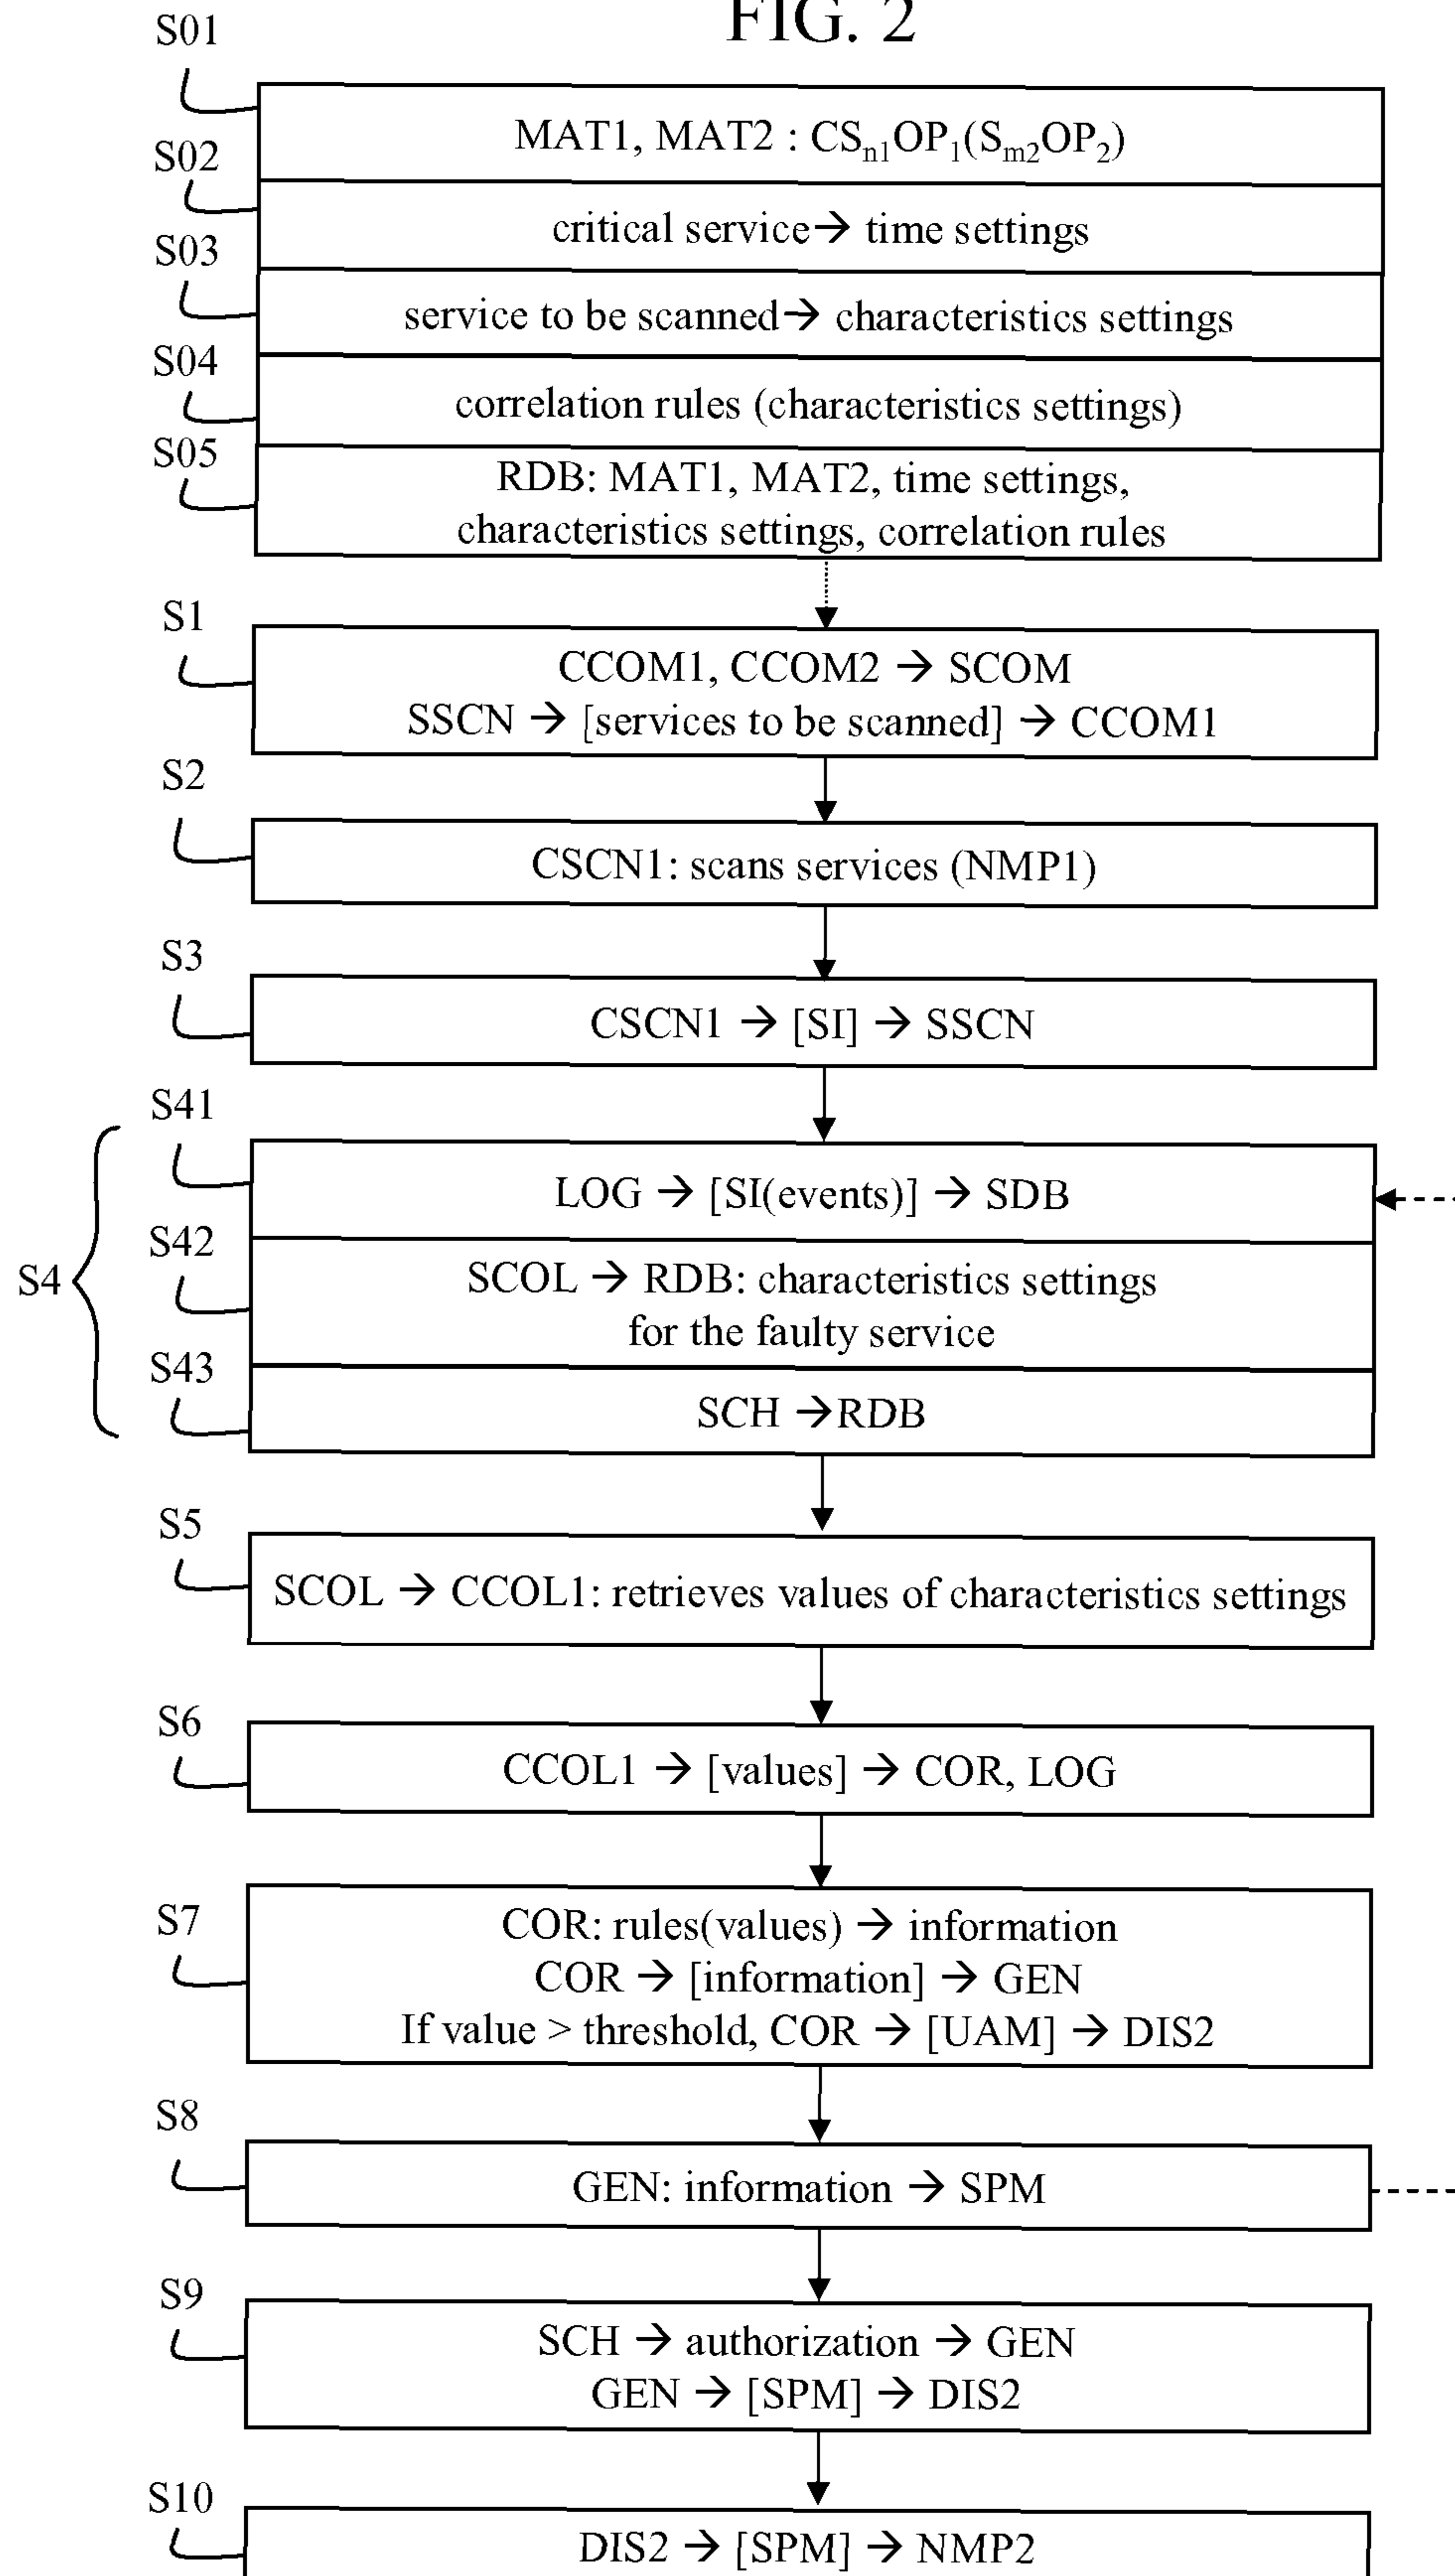 FIG. 2
S01
MAT1, MAT2 : CSn1OP1(Sm2OP2)
S02
critical service→ time settings
S03
service to be scanned→ characteristics settings
S04
correlation rules (characteristics settings)
S05
RDB: MAT1, MAT2, time settings,
characteristics settings, correlation rules
S1
CCOM1, CCOM2 → SCOM
SSCN → [services to be scanned] → CCOM1
S2
CSCN1: scans services (NMP1)
S3
CSCN1 → [SI] → SSCN
S4
S41
LOG → [SI(events)] → SDB
S42
SCOL → RDB: characteristics settings
for the faulty service
S43
SCH →RDB
S5
SCOL → CCOL1: retrieves values of characteristics settings
S6
CCOL1 → [values] → COR, LOG
S7
COR: rules(values) → information
COR → [information] → GEN
If value > threshold, COR → [UAM] → DIS2
S8
GEN: information → SPM
S9
SCH → authorization → GEN
GEN → [SPM] → DIS2
S10
DIS2 → [SPM] → NMP2